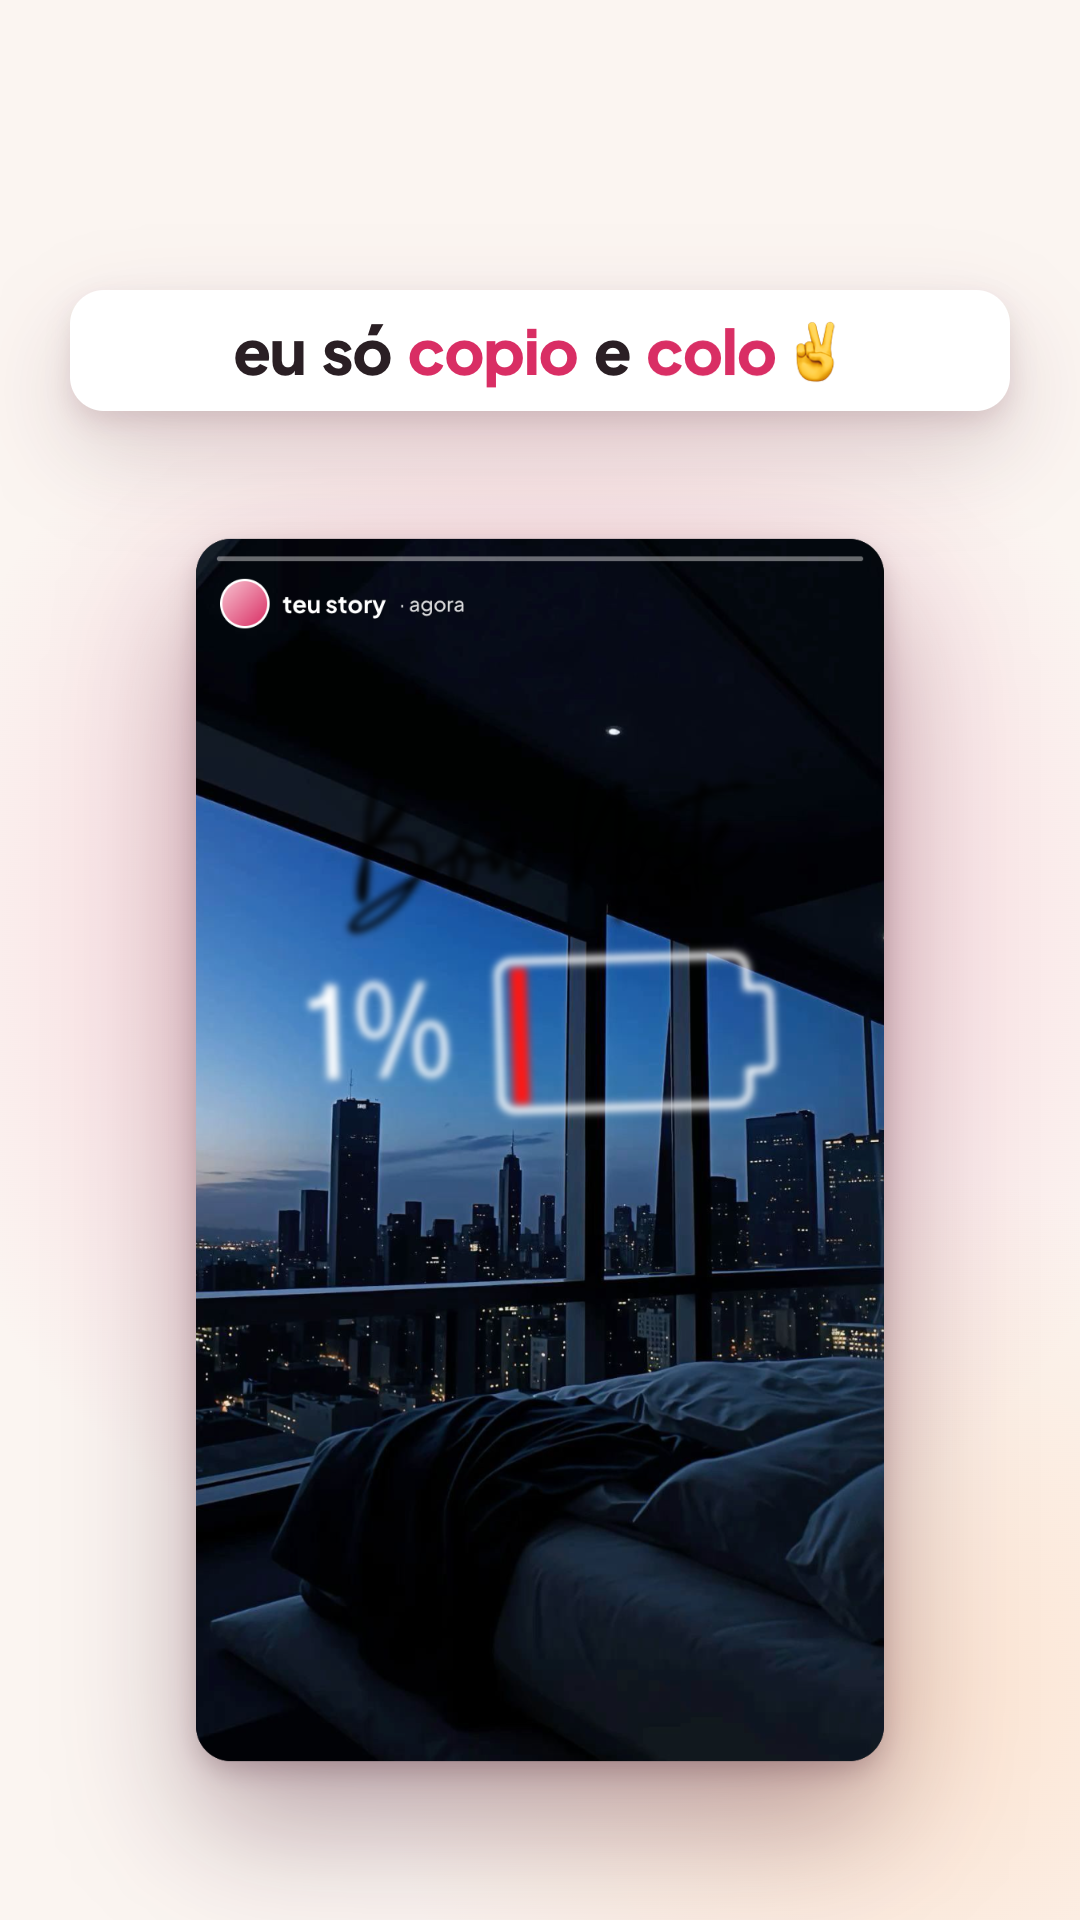 eu só copio e colo ✌️
teu story · agora
1%